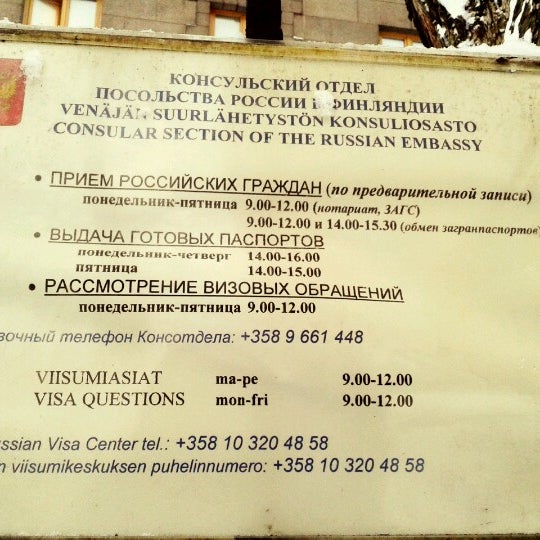 КОНСУЛЬСКИЙ ОТДЕЛ
ПОСОЛЬСТВА РОССИИ В ФИНЛЯНДИИ
VENÄJÄN SUURLÄHETYSTÖN KONSULIOSASTO
CONSULAR SECTION OF THE RUSSIAN EMBASSY
• ПРИЕМ РОССИЙСКИХ ГРАЖДАН (по предварительной записи)
понедельник-пятница 9.00-12.00 (нотариат, ЗАГС)
9.00-12.00 и 14.00-15.30 (обмен загранпаспортов)
• ВЫДАЧА ГОТОВЫХ ПАСПОРТОВ
понедельник-четверг 14.00-16.00
пятница 14.00-15.00
• РАССМОТРЕНИЕ ВИЗОВЫХ ОБРАЩЕНИЙ
понедельник-пятница 9.00-12.00
вочный телефон Консотдела: +358 9 661 448
VIISUMIASIAT ma-pe 9.00-12.00
VISA QUESTIONS mon-fri 9.00-12.00
ussian Visa Center tel.: +358 10 320 48 58
n viisumikeskuksen puhelinnumero: +358 10 320 48 58